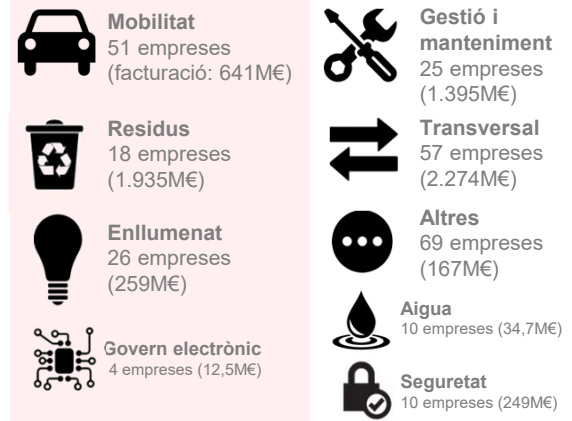 Mobilitat
51 empreses
(facturació: 641M€)
Residus
18 empreses
(1.935M€)
Enllumenat
26 empreses
(259M€)
Govern electrònic
4 empreses (12,5M€)
Gestió i
manteniment
25 empreses
(1.395M€)
Transversal
57 empreses
(2.274M€)
Altres
69 empreses
(167M€)
Aigua
10 empreses (34,7M€)
Seguretat
10 empreses (249M€)